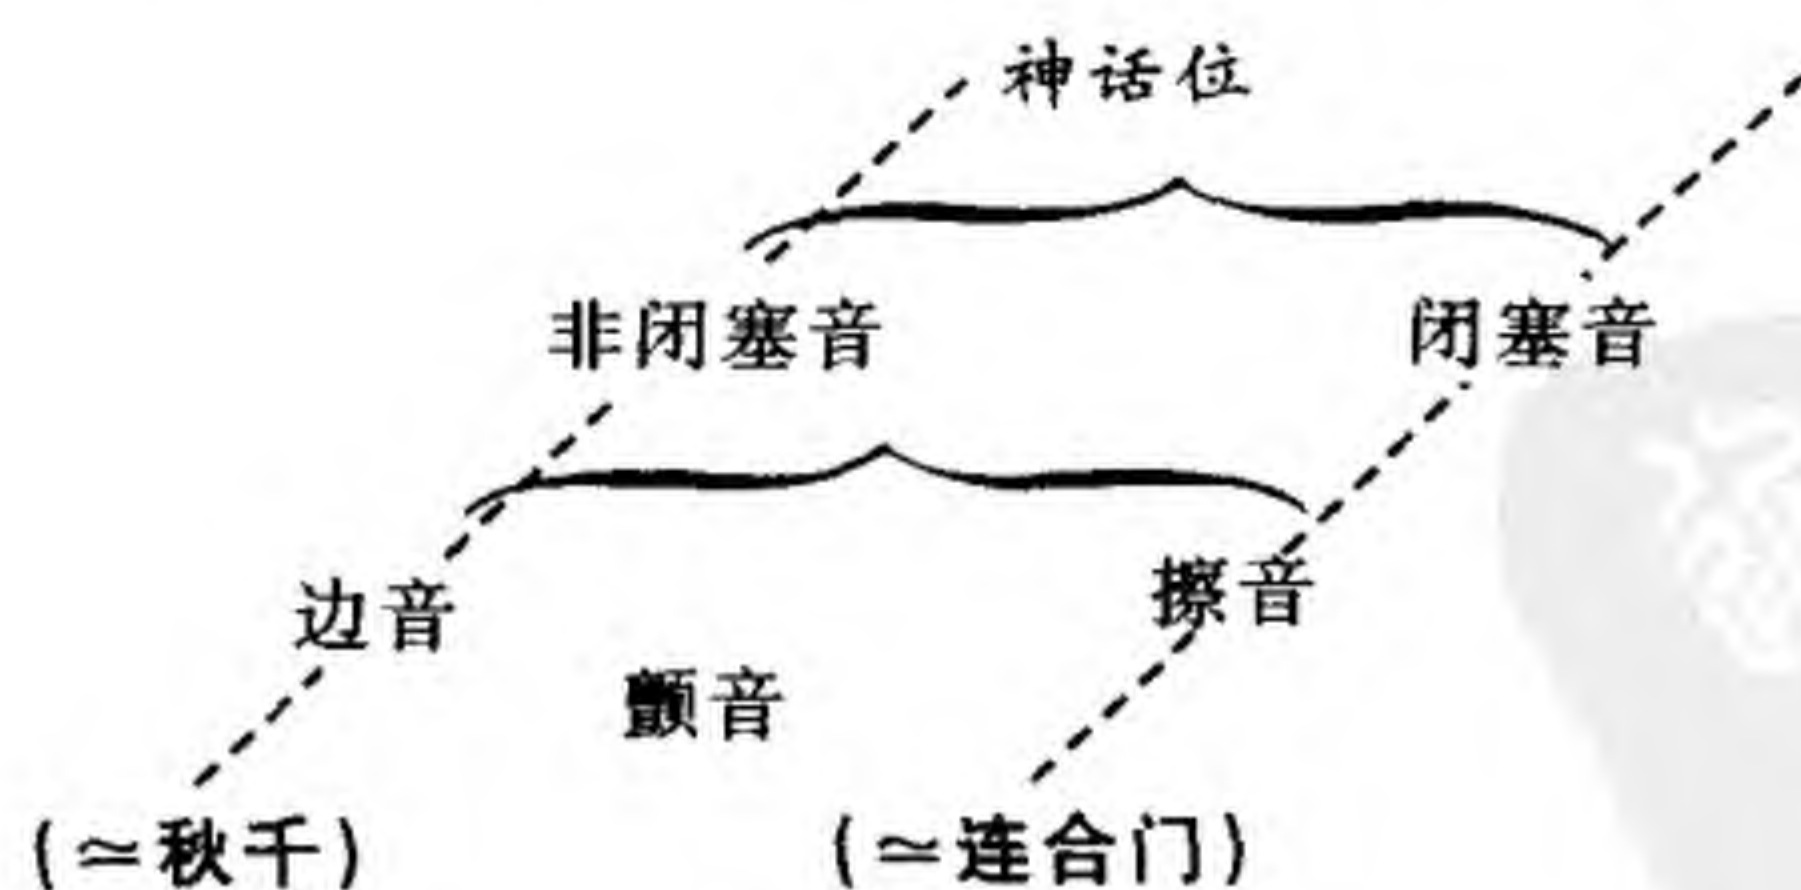 神话位
非闭塞音 闭塞音
边音 擦音
颤音
(≃秋千) (≃连合门)